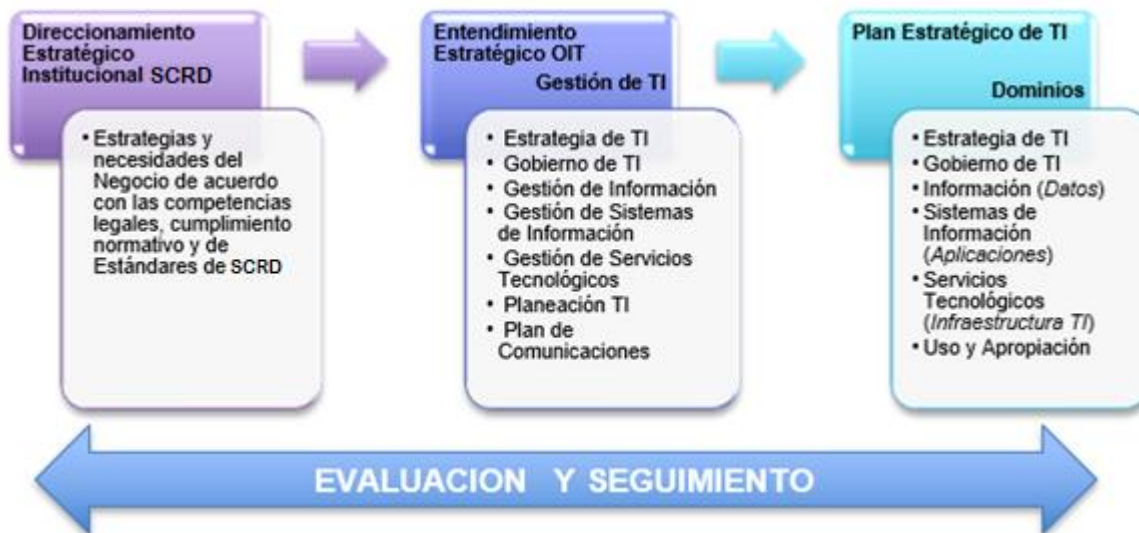 Direccionamiento
Estratégico
Institucional SCRD
• Estrategias y
necesidades del
Negocio de acuerdo
con las competencias
legales, cumplimiento
normativo y de
Estándares de SCRD
Entendimiento
Estratégico OIT
Gestión de TI
• Estrategia de TI
• Gobierno de TI
• Gestión de Información
• Gestión de Sistemas
de Información
• Gestión de Servicios
Tecnológicos
• Planeación TI
• Plan de
Comunicaciones
Plan Estratégico de TI
Dominios
• Estrategia de TI
• Gobierno de TI
• Información (Datos)
• Sistemas de
Información
(Aplicaciones)
• Servicios
Tecnológicos
(Infraestructura TI)
• Uso y Apropiación
EVALUACION Y SEGUIMIENTO